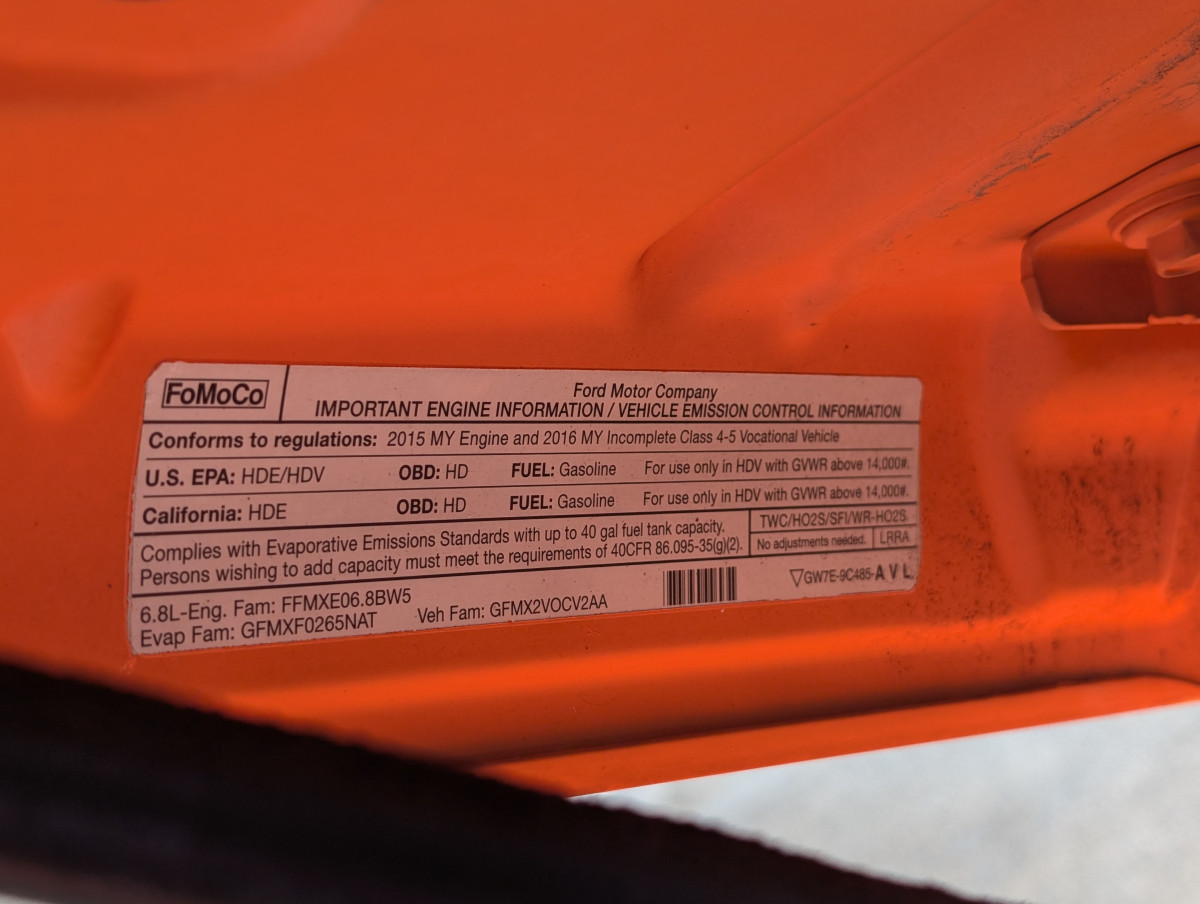 FoMoCo
Ford Motor Company
IMPORTANT ENGINE INFORMATION / VEHICLE EMISSION CONTROL INFORMATION
Conforms to regulations: 2015 MY Engine and 2016 MY Incomplete Class 4-5 Vocational Vehicle
U.S. EPA: HDE/HDV OBD: HD FUEL: Gasoline For use only in HDV with GVWR above 14,000#.
California: HDE OBD: HD FUEL: Gasoline For use only in HDV with GVWR above 14,000#.
Complies with Evaporative Emissions Standards with up to 40 gal fuel tank capacity.
Persons wishing to add capacity must meet the requirements of 40CFR 86.095-35(g)(2).
TWC/HO2S/SFI/WR-HO2S
No adjustments needed. LRRA
6.8L-Eng. Fam: FFMXE06.8BW5
Evap Fam: GFMXF0265NAT
Veh Fam: GFMX2VOCV2AA
GW7E-9C485-A V L